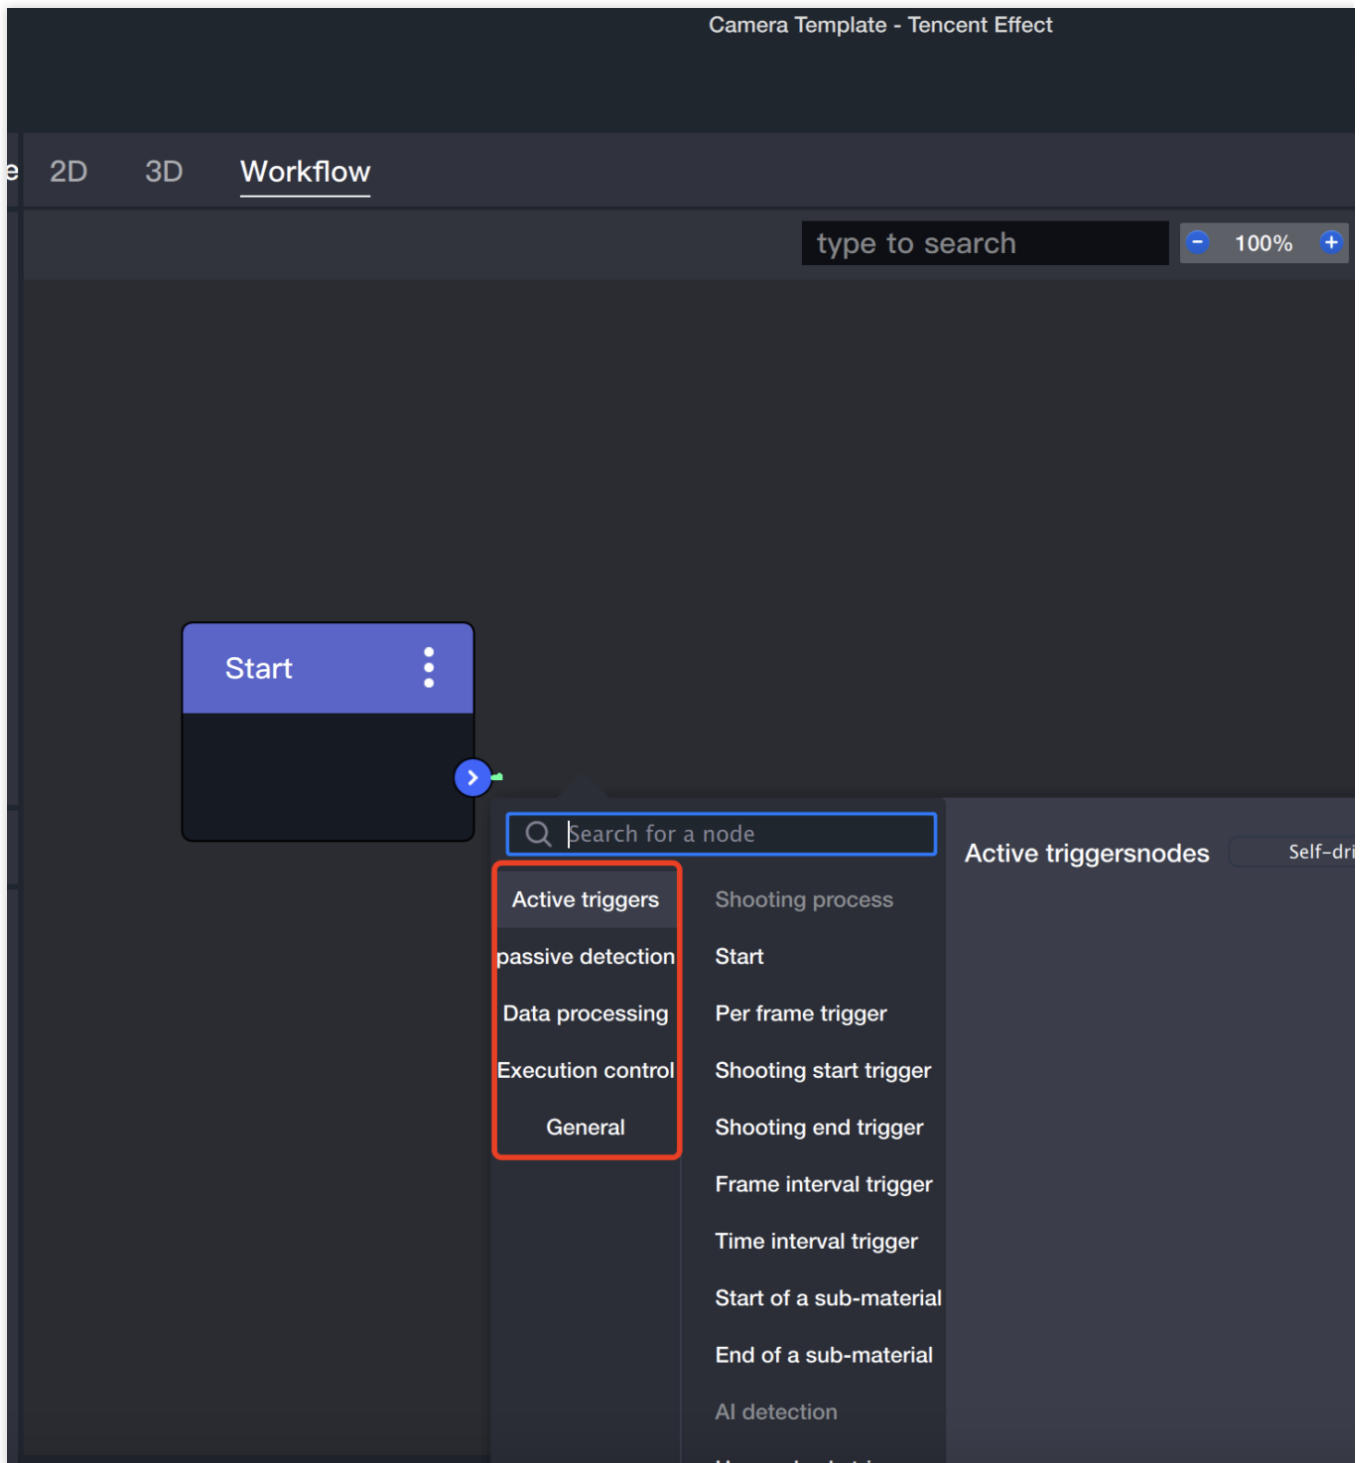 Camera Template - Tencent Effect
e 2D 3D Workflow
type to search 100%
Start
Search for a node
Active triggersnodes Self-dri
Active triggers
passive detection
Data processing
Execution control
General
Shooting process
Start
Per frame trigger
Shooting start trigger
Shooting end trigger
Frame interval trigger
Time interval trigger
Start of a sub-material
End of a sub-material
AI detection